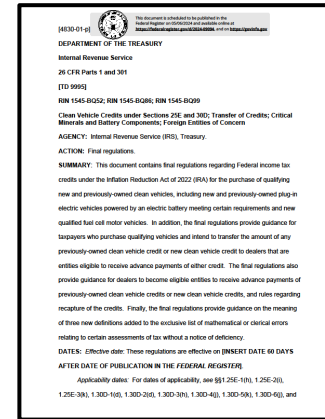 [4830-01-p]
This document is scheduled to be published in the
Federal Register on 05/06/2024 and available online at
https://federalregister.gov/d/2024-09094, and on https://govinfo.gov
DEPARTMENT OF THE TREASURY
Internal Revenue Service
26 CFR Parts 1 and 301
[TD 9995]
RIN 1545-BQ52; RIN 1545-BQ86; RIN 1545-BQ99
Clean Vehicle Credits under Sections 25E and 30D; Transfer of Credits; Critical
Minerals and Battery Components; Foreign Entities of Concern
AGENCY: Internal Revenue Service (IRS), Treasury.
ACTION: Final regulations.
SUMMARY: This document contains final regulations regarding Federal income tax
credits under the Inflation Reduction Act of 2022 (IRA) for the purchase of qualifying
new and previously-owned clean vehicles, including new and previously-owned plug-in
electric vehicles powered by an electric battery meeting certain requirements and new
qualified fuel cell motor vehicles. In addition, the final regulations provide guidance for
taxpayers who purchase qualifying vehicles and intend to transfer the amount of any
previously-owned clean vehicle credit or new clean vehicle credit to dealers that are
entities eligible to receive advance payments of either credit. The final regulations also
provide guidance for dealers to become eligible entities to receive advance payments of
previously-owned clean vehicle credits or new clean vehicle credits, and rules regarding
recapture of the credits. Finally, the final regulations provide guidance on the meaning
of three new definitions added to the exclusive list of mathematical or clerical errors
relating to certain assessments of tax without a notice of deficiency.
DATES: Effective date: These regulations are effective on [INSERT DATE 60 DAYS
AFTER DATE OF PUBLICATION IN THE FEDERAL REGISTER].
Applicability dates: For dates of applicability, see §§1.25E-1(h), 1.25E-2(i),
1.25E-3(k), 1.30D-1(d), 1.30D-2(d), 1.30D-3(h), 1.30D-4(j), 1.30D-5(k), 1.30D-6(j), and